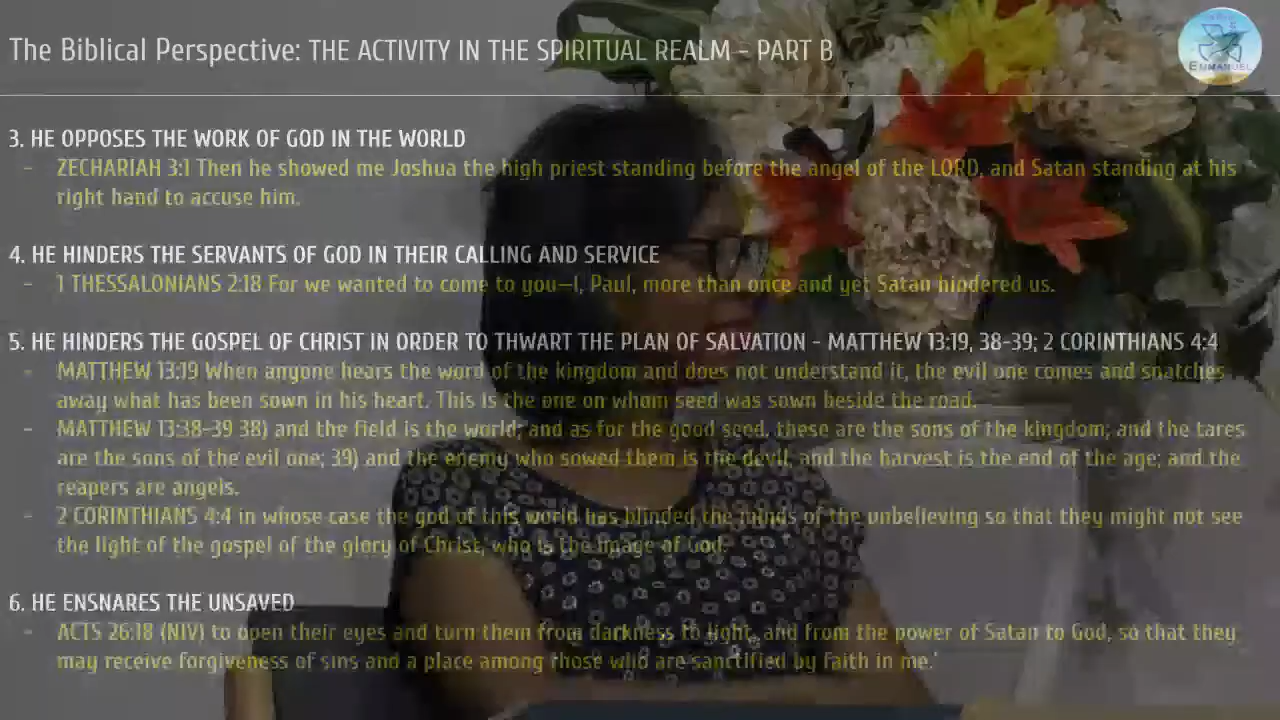 The Biblical Perspective: THE ACTIVITY IN THE SPIRITUAL REALM - PART B
EMMANUEL
3. HE OPPOSES THE WORK OF GOD IN THE WORLD
- ZECHARIAH 3:1 Then he showed me Joshua the high priest standing before the angel of the LORD, and Satan standing at his
right hand to accuse him.
4. HE HINDERS THE SERVANTS OF GOD IN THEIR CALLING AND SERVICE
- 1 THESSALONIANS 2:18 For we wanted to come to you—I, Paul, more than once and yet Satan hindered us.
5. HE HINDERS THE GOSPEL OF CHRIST IN ORDER TO THWART THE PLAN OF SALVATION - MATTHEW 13:19, 38-39; 2 CORINTHIANS 4:4
- MATTHEW 13:19 When anyone hears the word of the kingdom and does not understand it, the evil one comes and snatches
away what has been sown in his heart. This is the one on whom seed was sown beside the road.
- MATTHEW 13:38-39 38) and the field is the world; and as for the good seed, these are the sons of the kingdom; and the tares
are the sons of the evil one; 39) and the enemy who sowed them is the devil, and the harvest is the end of the age; and the
reapers are angels.
- 2 CORINTHIANS 4:4 in whose case the god of this world has blinded the minds of the unbelieving so that they might not see
the light of the gospel of the glory of Christ, who is the image of God.
6. HE ENSNARES THE UNSAVED
- ACTS 26:18 (NIV) to open their eyes and turn them from darkness to light, and from the power of Satan to God, so that they
may receive forgiveness of sins and a place among those who are sanctified by faith in me.'